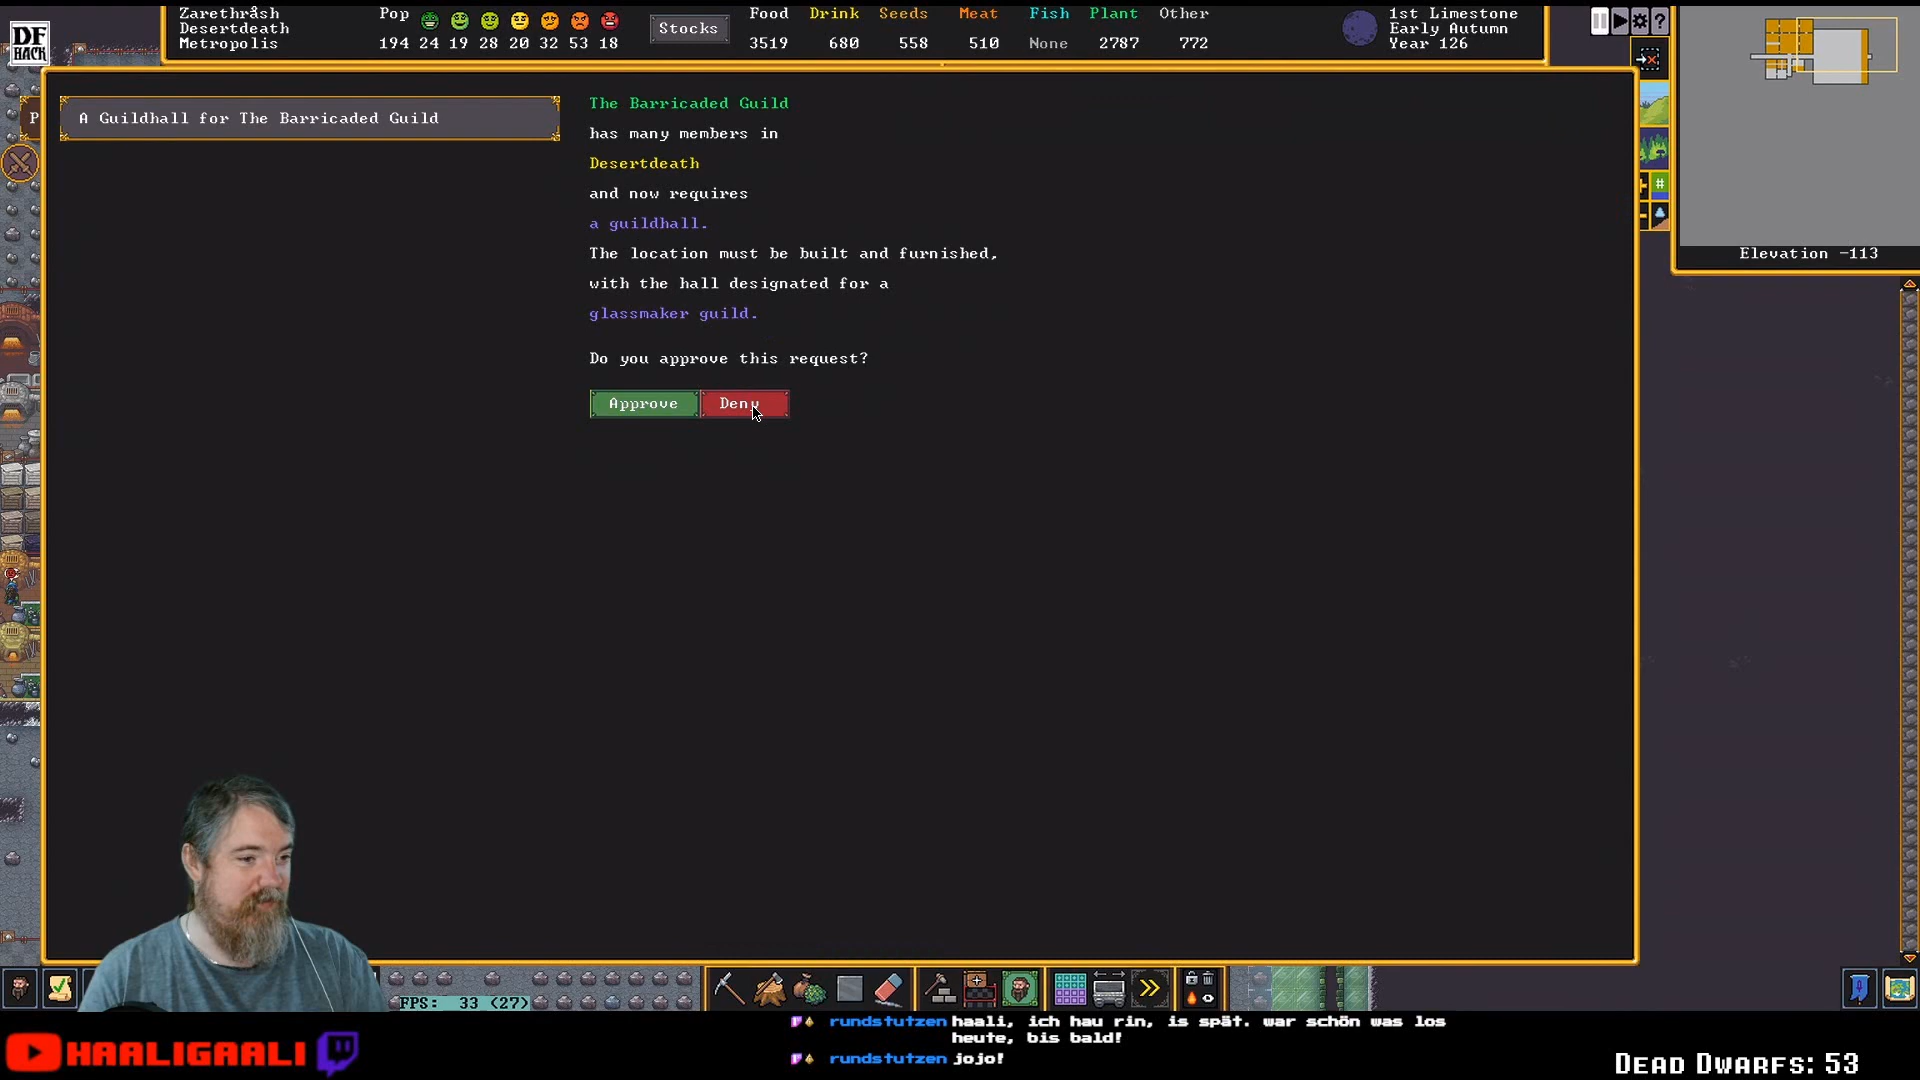 DF
HACK
Zarethråsh
Desertdeath
Metropolis
Pop
194 24 19 28 20 32 53 18
Stocks
Food Drink Seeds Meat Fish Plant Other
3519 680 558 510 None 2787 772
1st Limestone
Early Autumn
Year 126
Elevation -113
P
A Guildhall for The Barricaded Guild
The Barricaded Guild
has many members in
Desertdeath
and now requires
a guildhall.
The location must be built and furnished,
with the hall designated for a
glassmaker guild.
Do you approve this request?
Approve Deny
FPS: 33 (27)
HAALIGAALI
rundstutzen haali, ich hau rin, is spät. war schön was los
heute, bis bald!
rundstutzen jojo!
DEAD DWARFS: 53